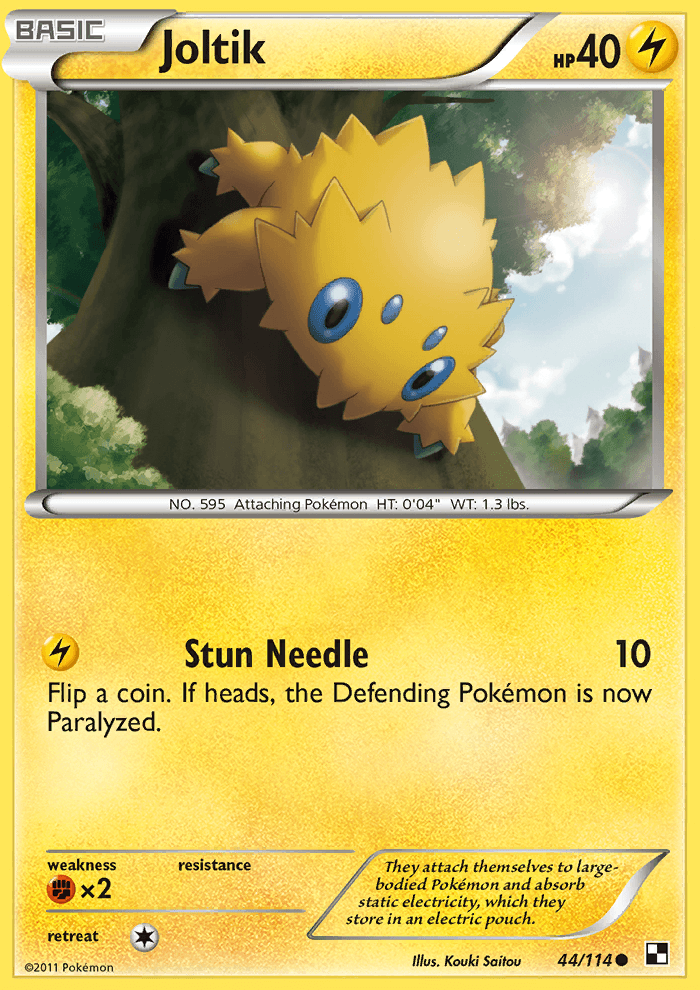 BASIC
Joltik
HP40
NO. 595 Attaching Pokémon HT: 0'04" WT: 1.3 lbs.
Stun Needle 10
Flip a coin. If heads, the Defending Pokémon is now
Paralyzed.
weakness resistance
×2
They attach themselves to large-
bodied Pokémon and absorb
static electricity, which they
store in an electric pouch.
retreat
©2011 Pokémon
Illus. Kouki Saitou
44/114